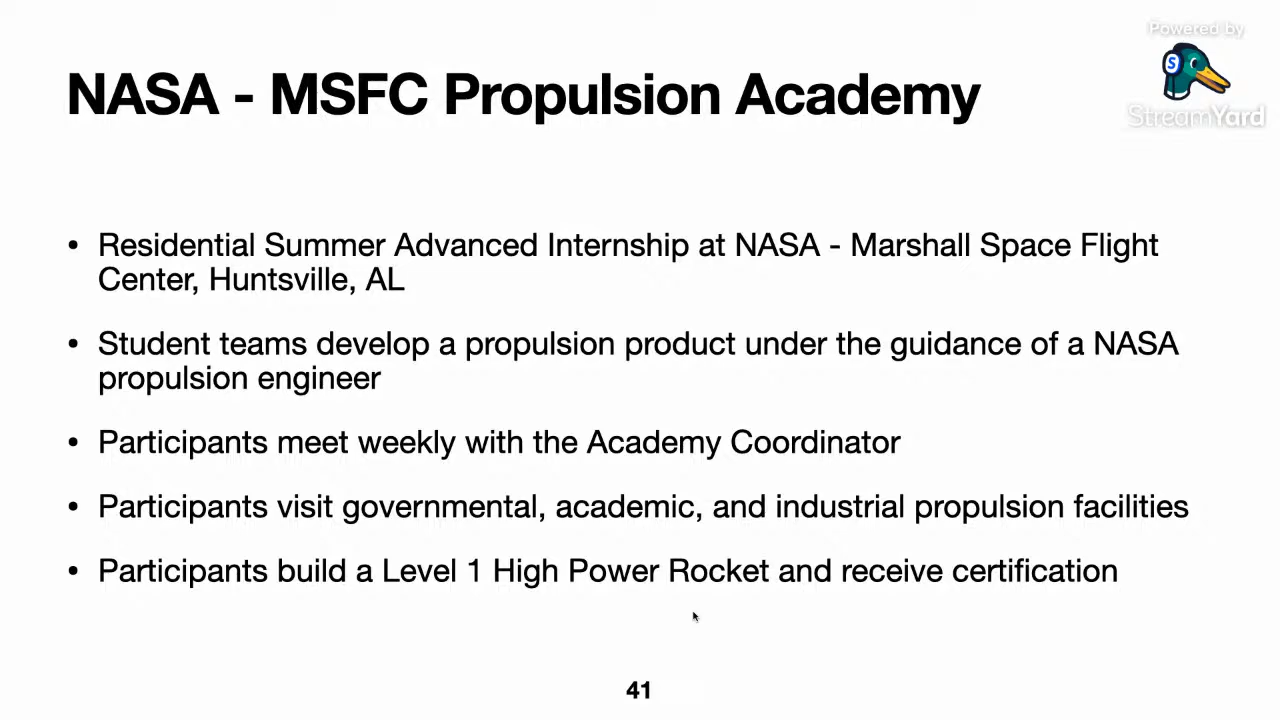 Powered by
S
StreamYard
NASA - MSFC Propulsion Academy
• Residential Summer Advanced Internship at NASA - Marshall Space Flight
Center, Huntsville, AL
• Student teams develop a propulsion product under the guidance of a NASA
propulsion engineer
• Participants meet weekly with the Academy Coordinator
• Participants visit governmental, academic, and industrial propulsion facilities
• Participants build a Level 1 High Power Rocket and receive certification
41